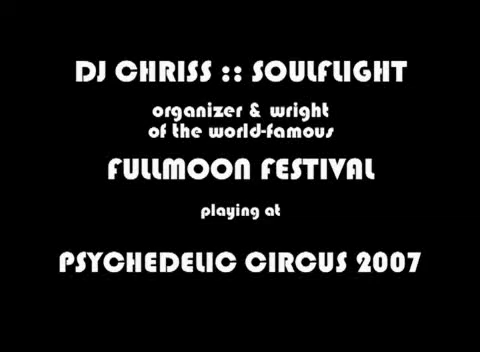 DJ CHRISS :: SOULFLIGHT
organizer & wright
of the world-famous
FULLMOON FESTIVAL
playing at
PSYCHEDELIC CIRCUS 2007